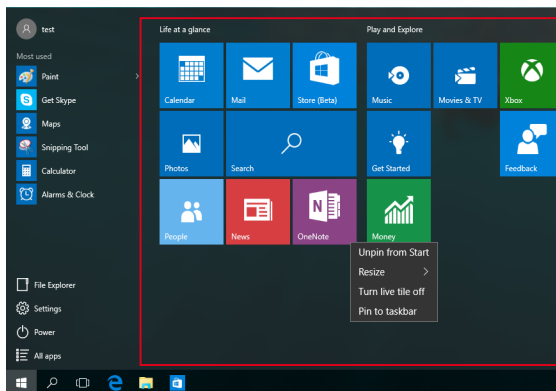 test
Most used
Paint
Get Skype
Maps
Snipping Tool
Calculator
Alarms & Clock
File Explorer
Settings
Power
All apps
Life at a glance
Calendar
Mail
Store (Beta)
Photos
Search
People
News
OneNote
Play and Explore
Music
Movies & TV
Xbox
Get Started
Feedback
Money
Unpin from Start
Resize
Turn live tile off
Pin to taskbar